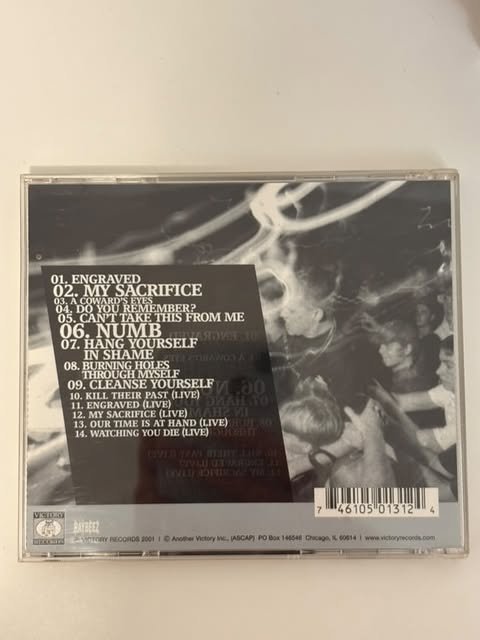 01. ENGRAVED
02. MY SACRIFICE
03. A COWARD'S EYES
04. DO YOU REMEMBER?
05. CAN'T TAKE THIS FROM ME
06. NUMB
07. HANG YOURSELF
IN SHAME
08. BURNING HOLES
THROUGH MYSELF
09. CLEANSE YOURSELF
10. KILL THEIR PAST (LIVE)
11. ENGRAVED (LIVE)
12. MY SACRIFICE (LIVE)
13. OUR TIME IS AT HAND (LIVE)
14. WATCHING YOU DIE (LIVE)
7 46105 01312 4
VICTORY
RECORDS
VICTORY RECORDS 2001 | © Another Victory Inc., (ASCAP) PO Box 146546 Chicago, IL 60614 | www.victoryrecords.com